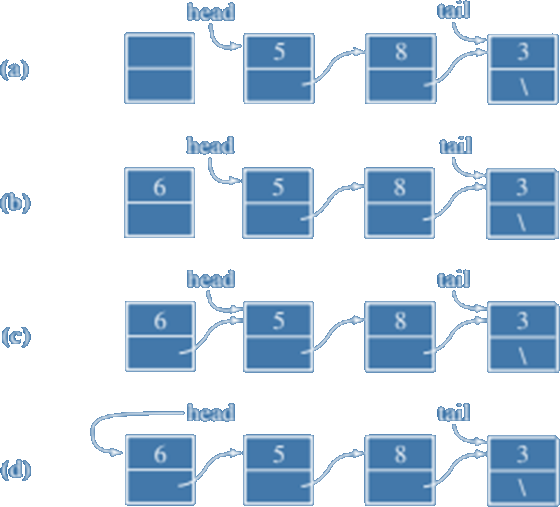 head tail
(a) 5 8 3
\
head tail
(b) 6 5 8 3
\
head tail
(c) 6 5 8 3
\
head tail
(d) 6 5 8 3
\